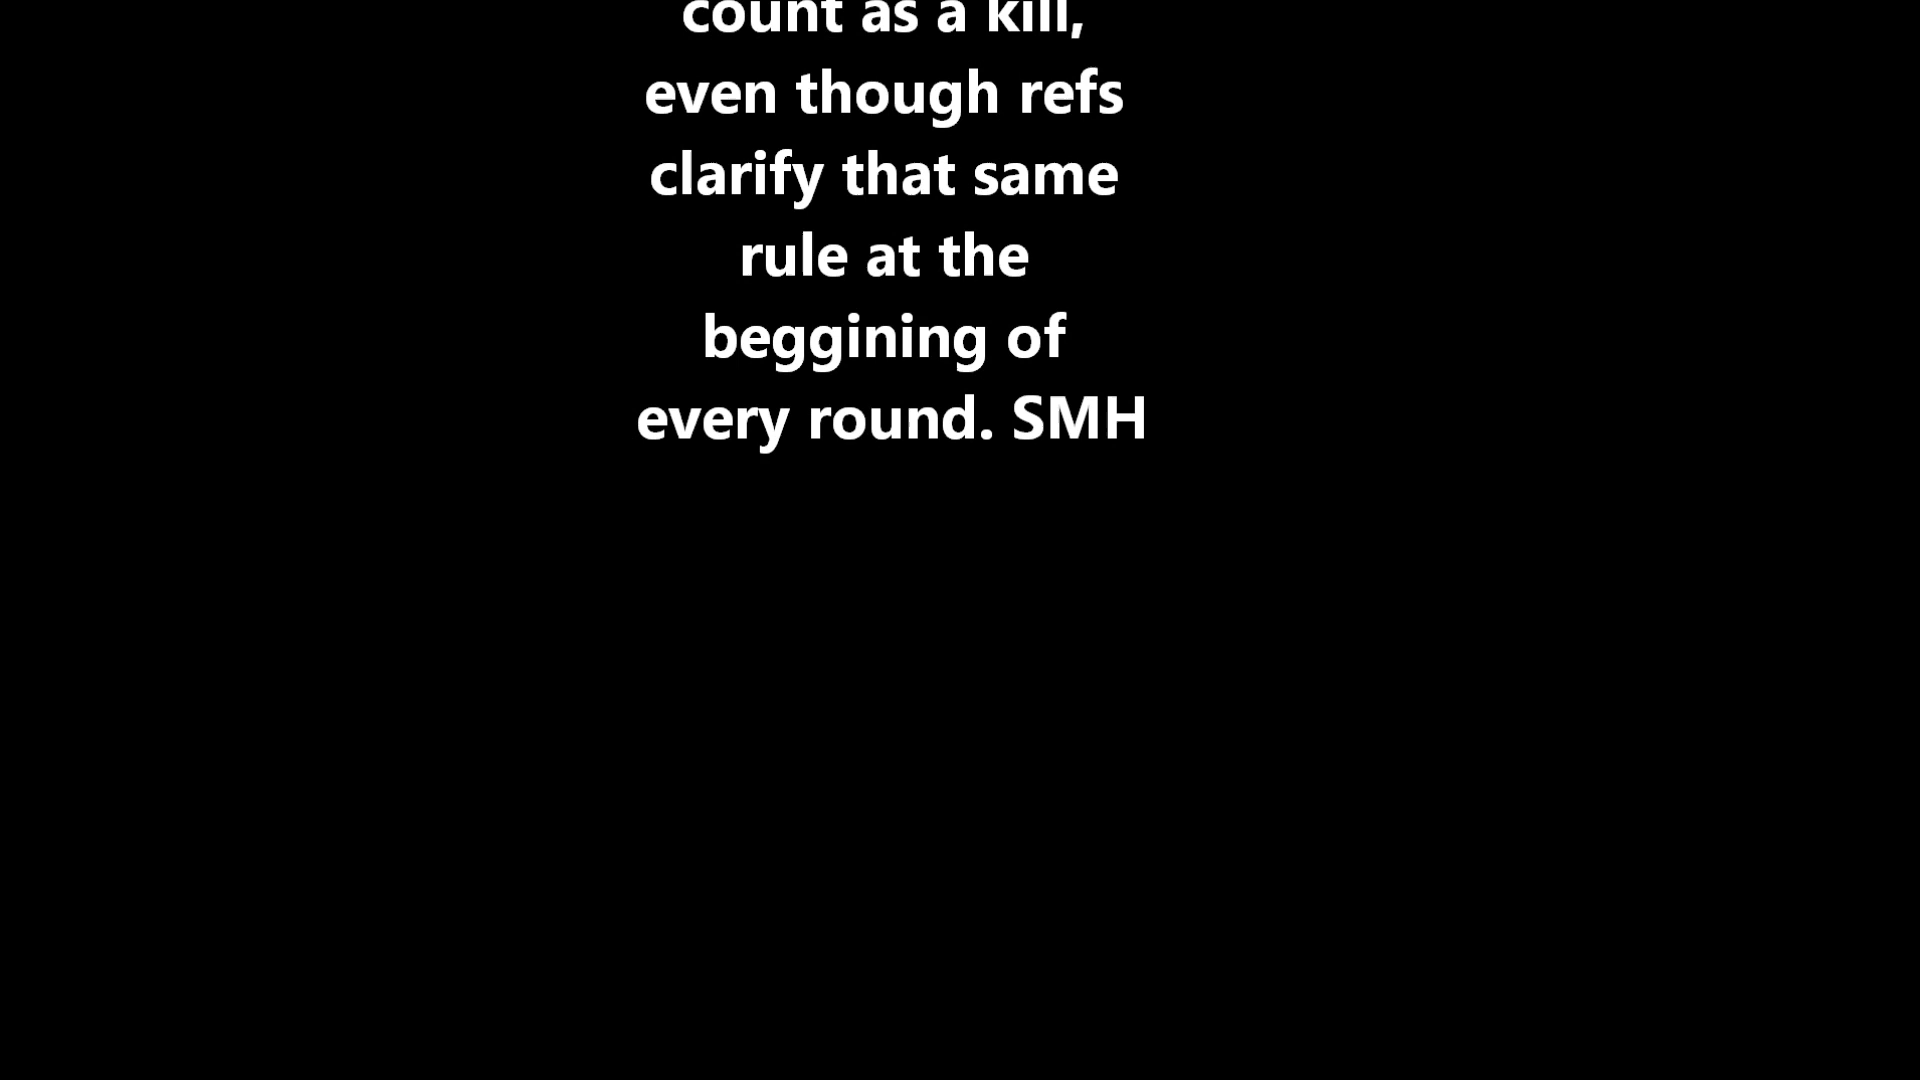 count as a kill,
even though refs
clarify that same
rule at the
beggining of
every round. SMH